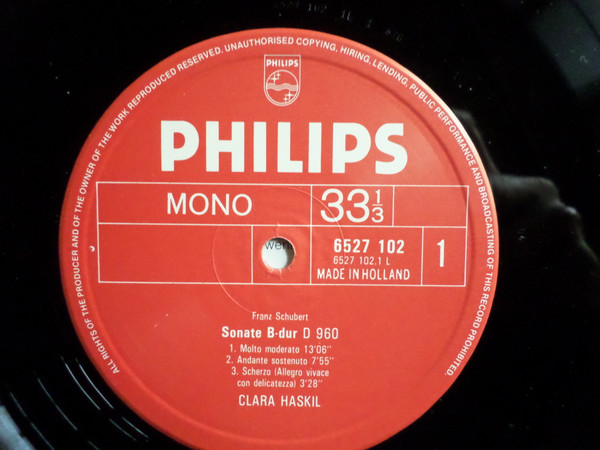 ALL RIGHTS OF THE PRODUCER AND OF THE OWNER OF THE WORK REPRODUCED RESERVED. UNAUTHORISED COPYING, HIRING, LENDING, PUBLIC PERFORMANCE AND BROADCASTING OF THIS RECORD PROHIBITED.
PHILIPS
PHILIPS
MONO
33 1/3
6527 102
6527 102.1 L
MADE IN HOLLAND
1
Franz Schubert
Sonate B-dur D 960
1. Molto moderato 13'06"
2. Andante sostenuto 7'55"
3. Scherzo (Allegro vivace
con delicatezza) 3'28"
CLARA HASKIL